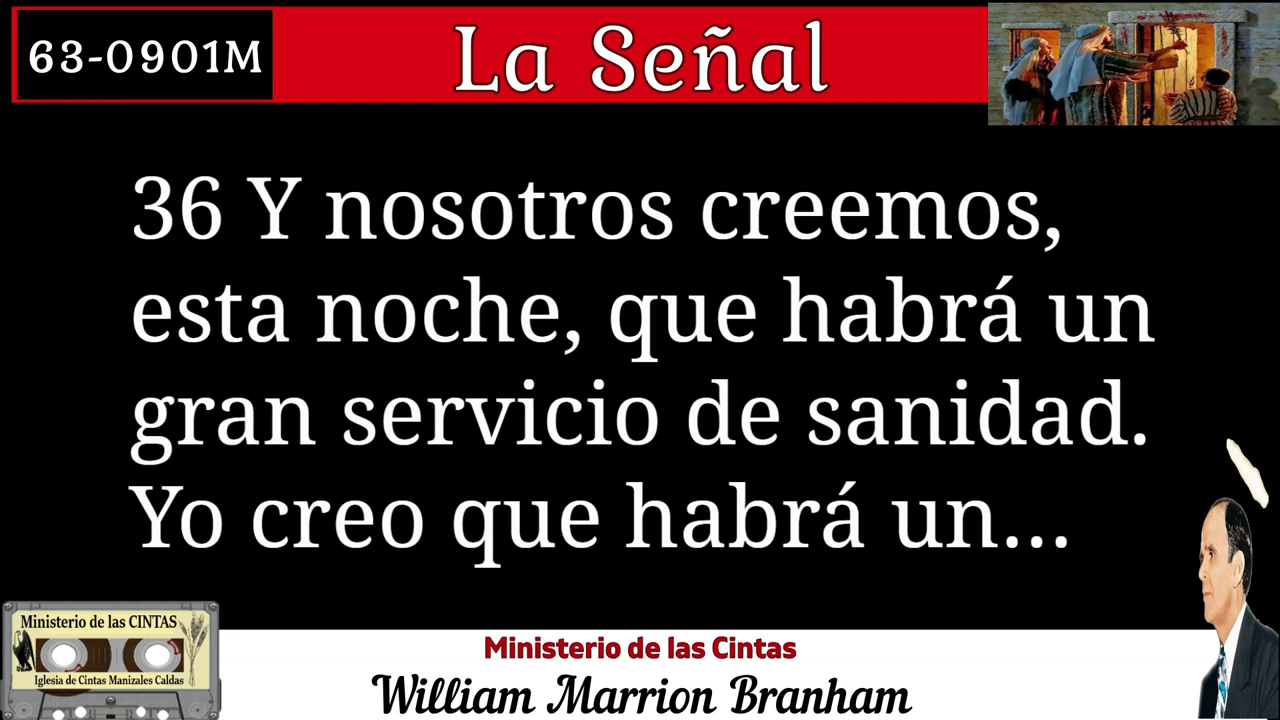 63-0901M
La Señal
36 Y nosotros creemos,
esta noche, que habrá un
gran servicio de sanidad.
Yo creo que habrá un...
Ministerio de las CINTAS
Iglesia de Cintas Manizales Caldas
Ministerio de las Cintas
William Marrion Branham